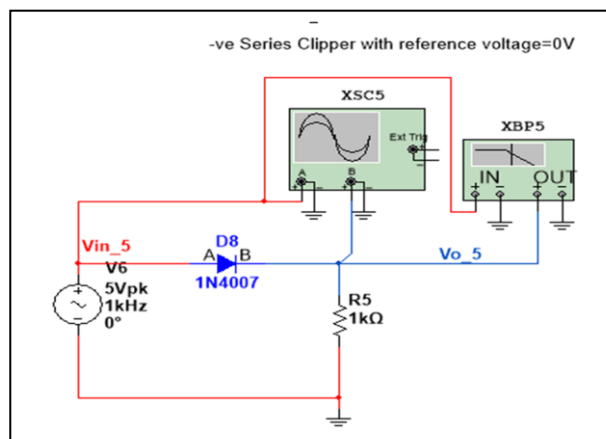 -ve Series Clipper with reference voltage=0V
XSC5
Ext Trig
A
B
XBP5
IN
OUT
Vin_5
V6
5Vpk
1kHz
0°
D8
A
B
1N4007
Vo_5
R5
1kΩ